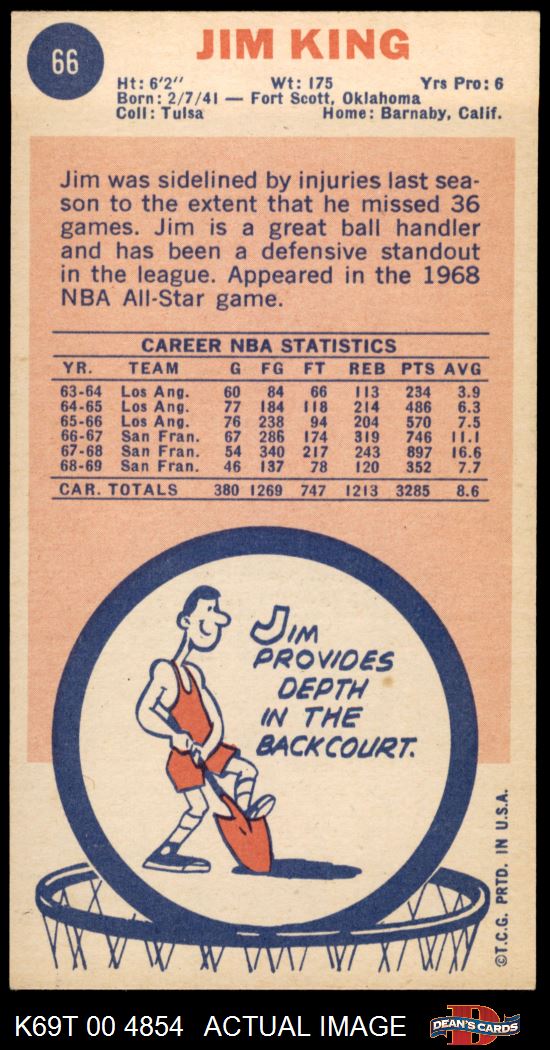 66
JIM KING
Ht: 6'2" Wt: 175 Yrs Pro: 6
Born: 2/7/41 — Fort Scott, Oklahoma
Coll: Tulsa Home: Barnaby, Calif.
Jim was sidelined by injuries last sea-
son to the extent that he missed 36
games. Jim is a great ball handler
and has been a defensive standout
in the league. Appeared in the 1968
NBA All-Star game.
CAREER NBA STATISTICS
YR. TEAM G FG FT REB PTS AVG
63-64 Los Ang. 60 84 66 113 234 3.9
64-65 Los Ang. 77 184 118 214 486 6.3
65-66 Los Ang. 76 238 94 204 570 7.5
66-67 San Fran. 67 286 174 319 746 11.1
67-68 San Fran. 54 340 217 243 897 16.6
68-69 San Fran. 46 137 78 120 352 7.7
CAR. TOTALS 380 1269 747 1213 3285 8.6
JIM
PROVIDES
DEPTH
IN THE
BACKCOURT.
©T.C.G. PRTD. IN U.S.A.
K69T 00 4854 ACTUAL IMAGE
D
DEAN'S CARDS